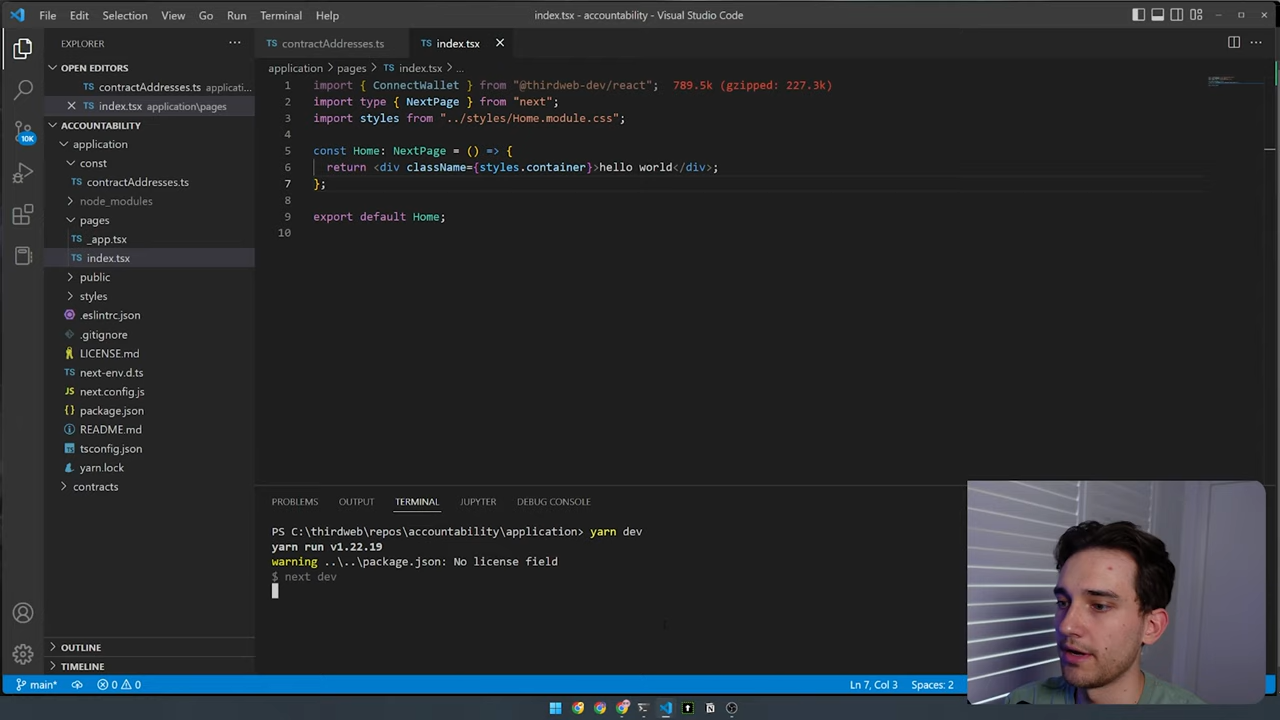 File Edit Selection View Go Run Terminal Help
index.tsx - accountability - Visual Studio Code
EXPLORER
OPEN EDITORS
contractAddresses.ts applicati...
index.tsx application\pages
ACCOUNTABILITY
application
const
contractAddresses.ts
node_modules
pages
_app.tsx
index.tsx
public
styles
.eslintrc.json
.gitignore
LICENSE.md
next-env.d.ts
next.config.js
package.json
README.md
tsconfig.json
yarn.lock
contracts
OUTLINE
TIMELINE
10K
contractAddresses.ts index.tsx
application > pages > TS index.tsx > ...
1 import { ConnectWallet } from "@thirdweb-dev/react"; 789.5k (gzipped: 227.3k)
2 import type { NextPage } from "next";
3 import styles from "../styles/Home.module.css";
4
5 const Home: NextPage = () => {
6 return <div className={styles.container}>hello world</div>;
7 };
8
9 export default Home;
10
PROBLEMS OUTPUT TERMINAL JUPYTER DEBUG CONSOLE
PS C:\thirdweb\repos\accountability\application> yarn dev
yarn run v1.22.19
warning ..\..\package.json: No license field
$ next dev
main* 0 0 Ln 7, Col 3 Spaces: 2